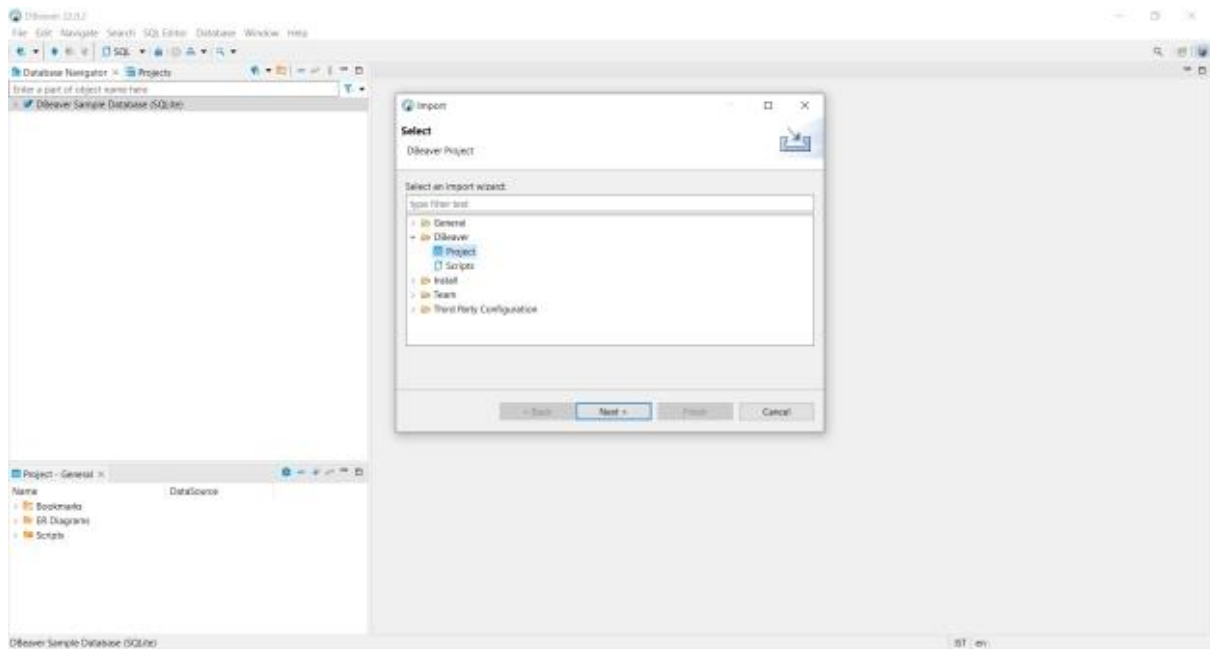 DBeaver 22.0.2
File Edit Navigate Search SQL Editor Database Window Help
SQL
Database Navigator Projects
Enter a part of object name here
DBeaver Sample Database (SQLite)
Import
Select
DBeaver Project
Select an import wizard:
type filter text
General
DBeaver
Project
Scripts
Install
Team
Third Party Configuration
< Back Next > Finish Cancel
Project - General
Name DataSource
Bookmarks
ER Diagrams
Scripts
DBeaver Sample Database (SQLite) IST en